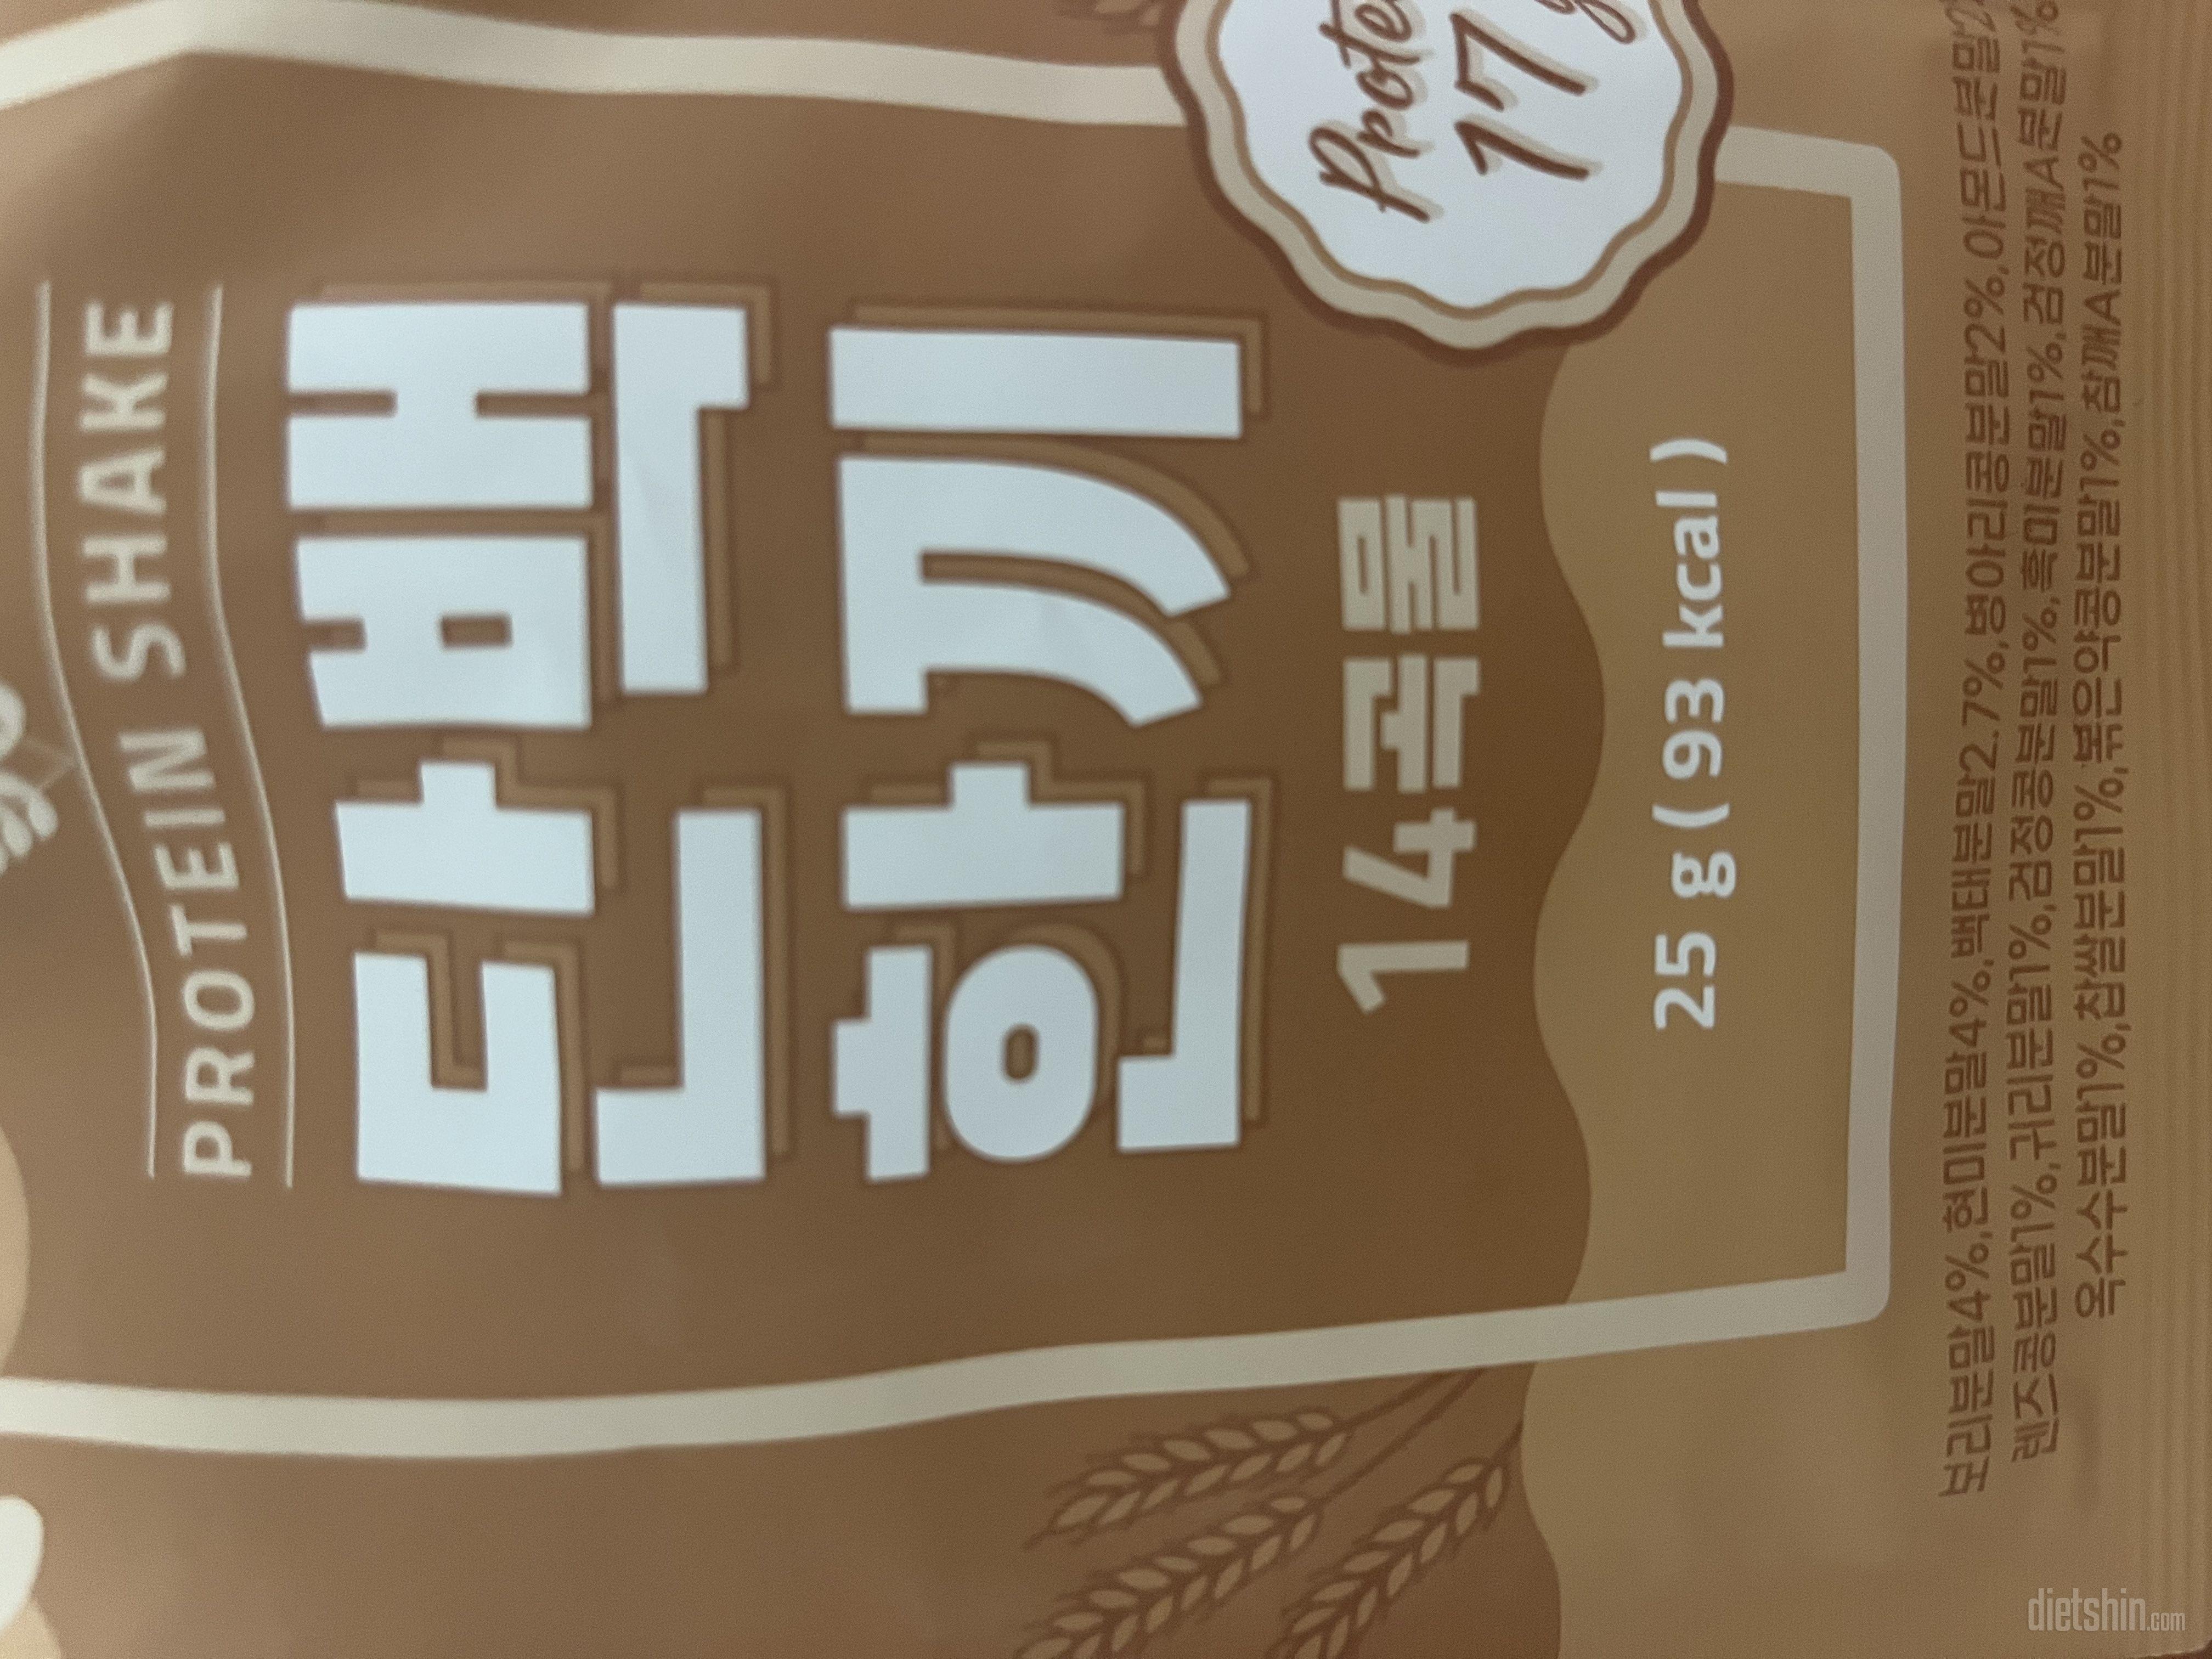 PROTEIN SHAKE
단백
한끼
14곡물
Protei
17g
25 g ( 93 kcal )
보리분말4%,현미분말4%,백태분말2.7%,병아리콩분말2%,아몬드분말2
렌즈콩분말1%,귀리분말1%,검정콩분말1%,흑미분말1%,검정깨A분말1%
옥수수분말1%,찹쌀분말1%,볶은약콩분말1%,참깨A분말1%
dietshin.com